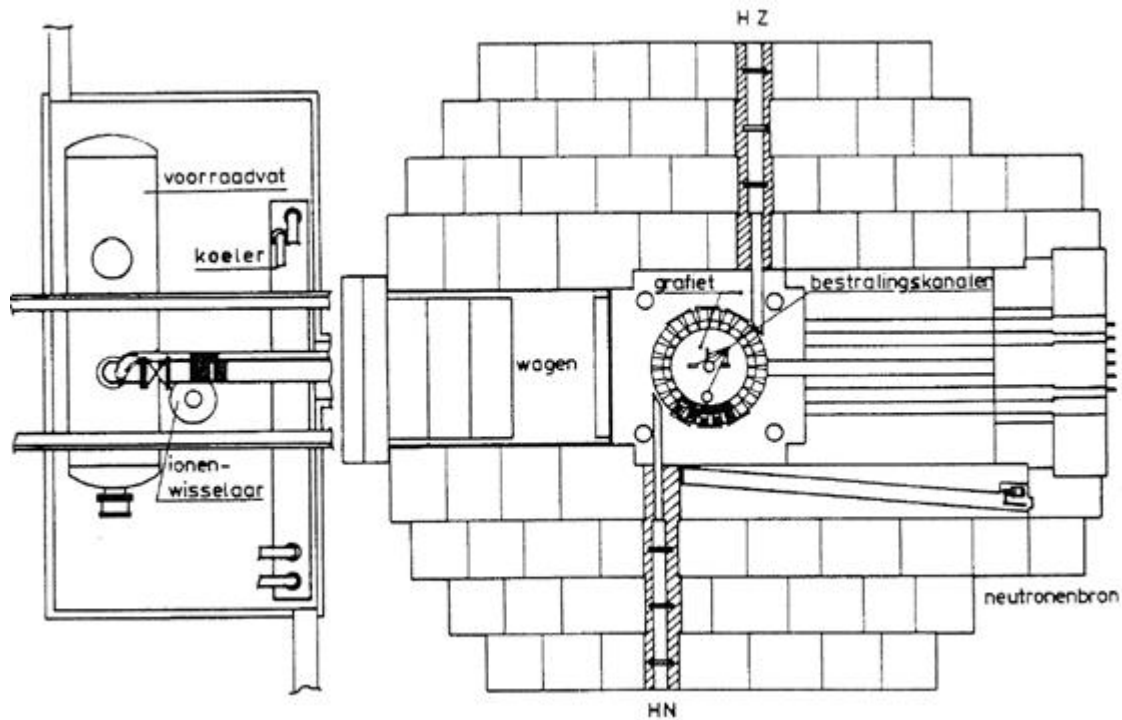 H Z
voorraadvat
koeler
grafiet
bestralingskanalen
wagen
ionen-
wisselaar
neutronenbron
HN